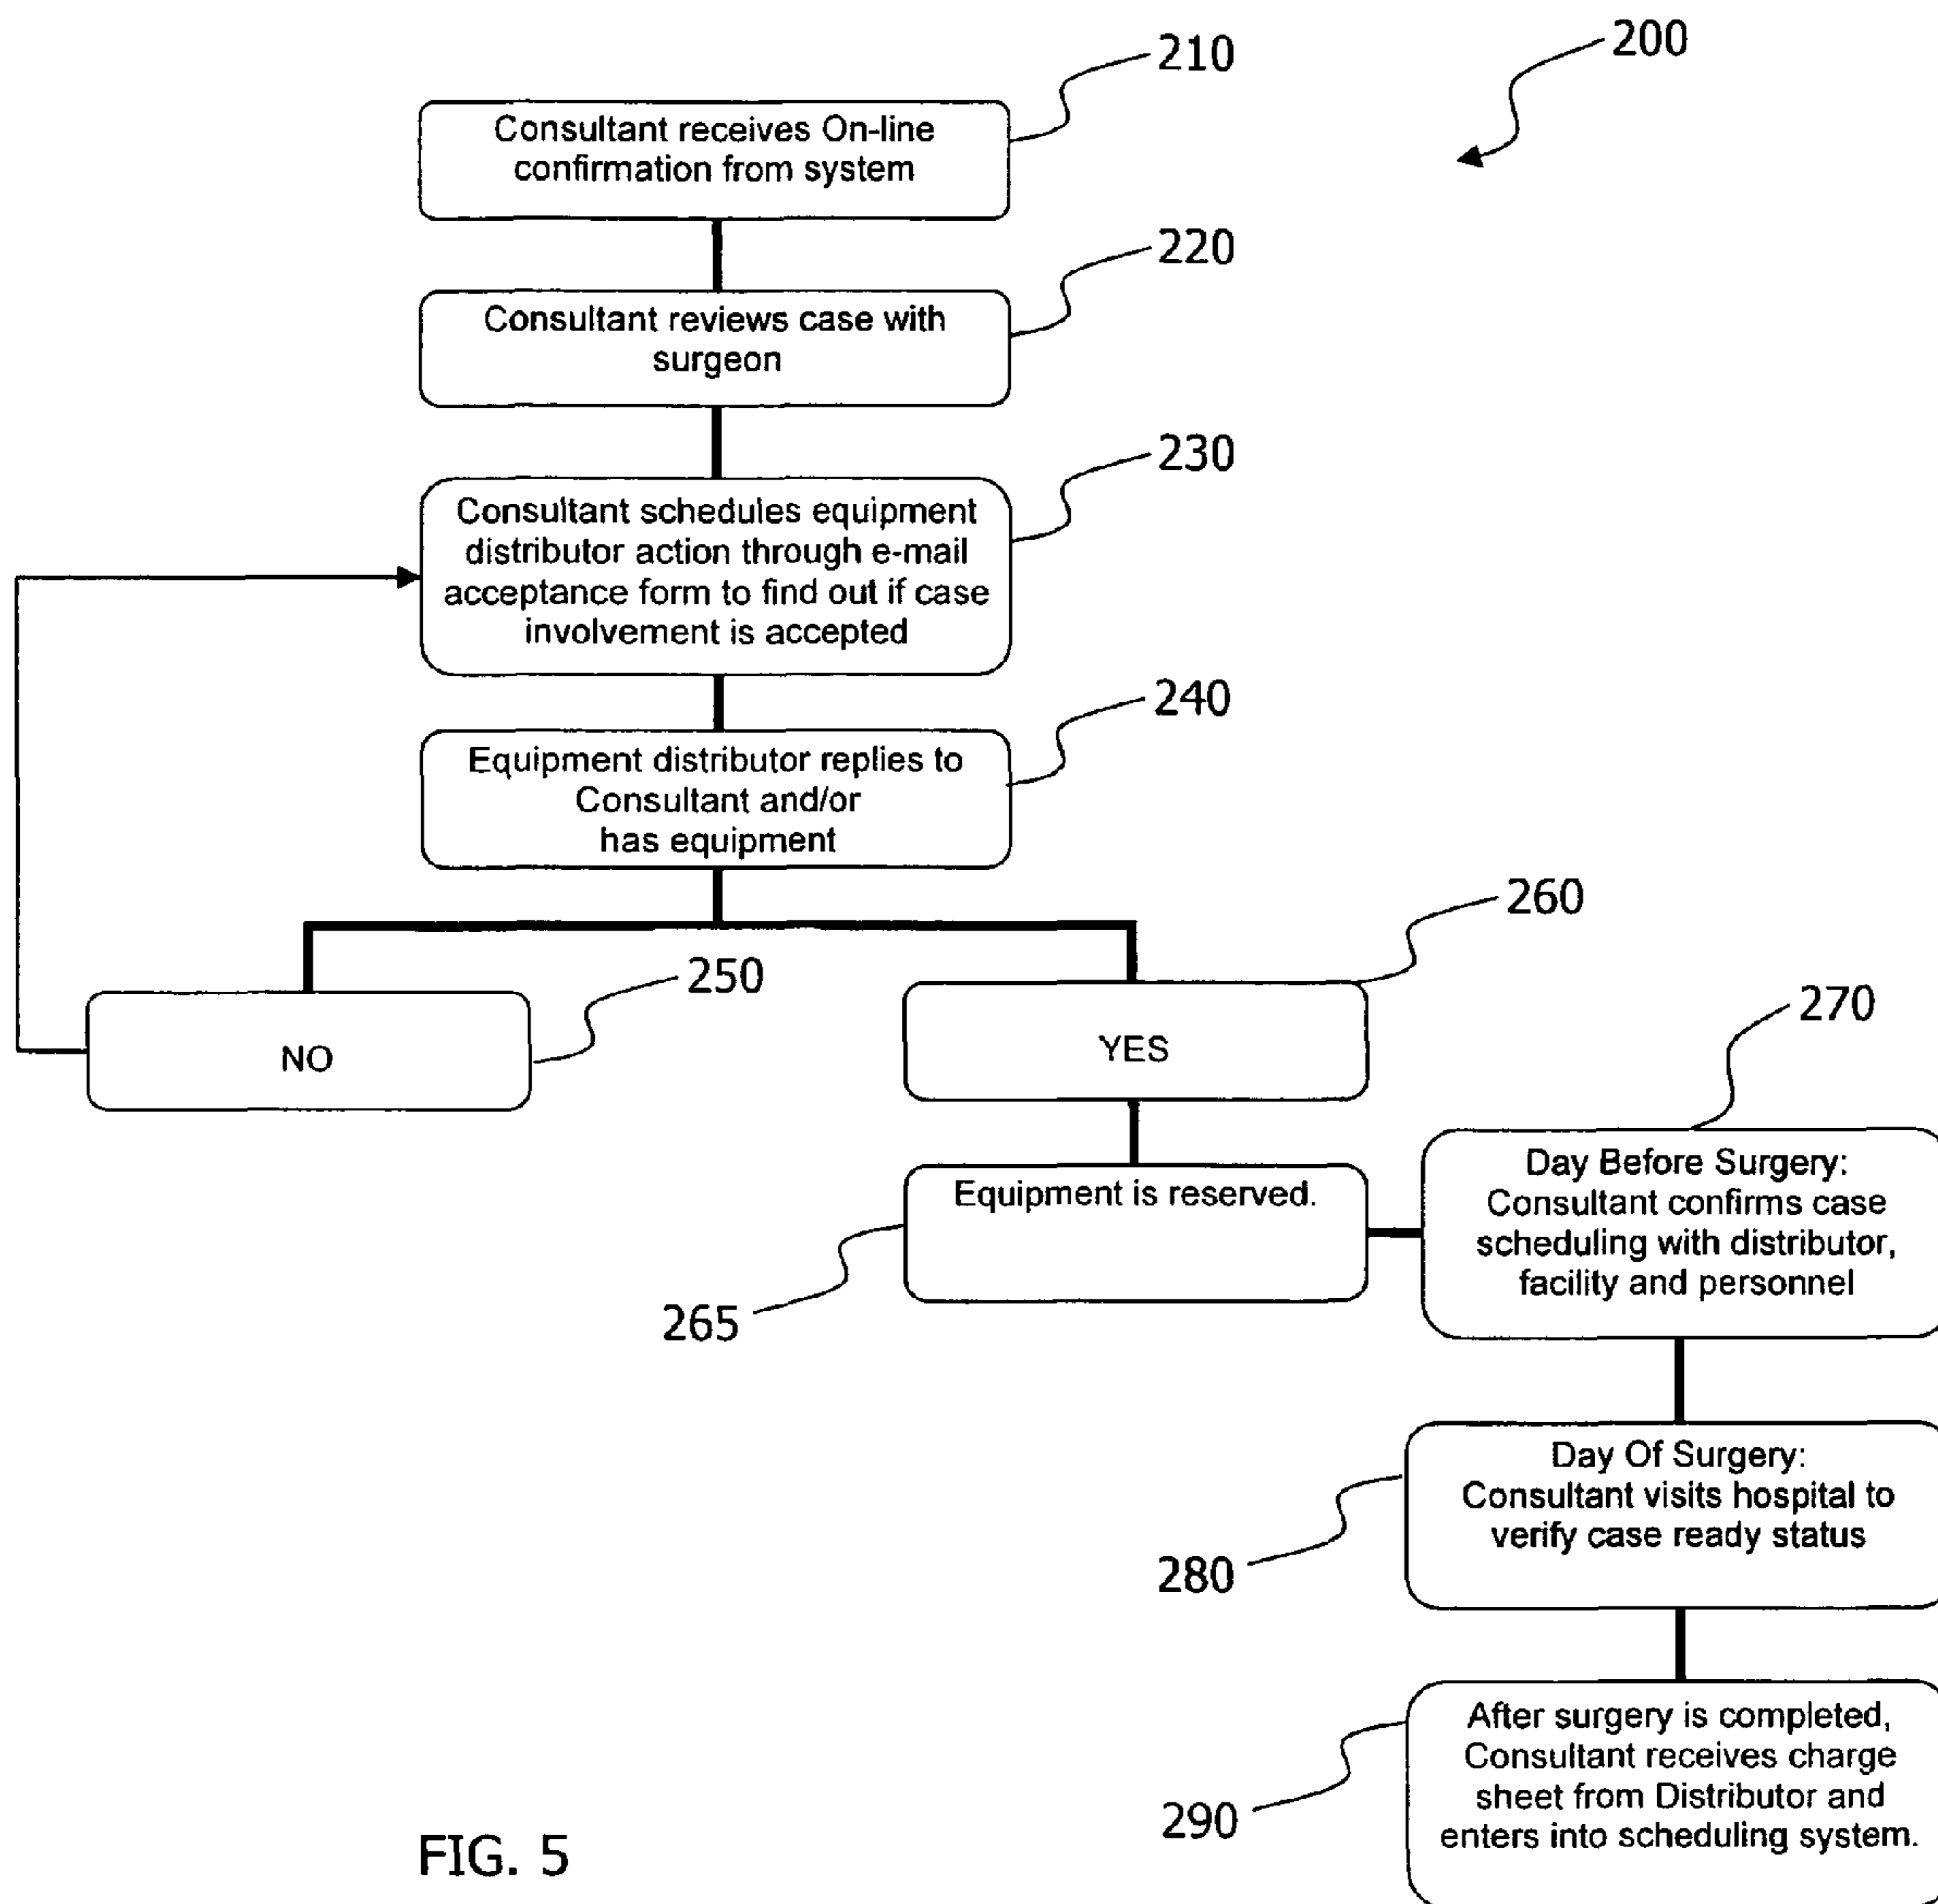 200
210
Consultant receives On-line
confirmation from system
220
Consultant reviews case with
surgeon
230
Consultant schedules equipment
distributor action through e-mail
acceptance form to find out if case
involvement is accepted
240
Equipment distributor replies to
Consultant and/or
has equipment
250
NO
260
YES
265
Equipment is reserved.
270
Day Before Surgery:
Consultant confirms case
scheduling with distributor,
facility and personnel
280
Day Of Surgery:
Consultant visits hospital to
verify case ready status
290
After surgery is completed,
Consultant receives charge
sheet from Distributor and
enters into scheduling system.
FIG. 5